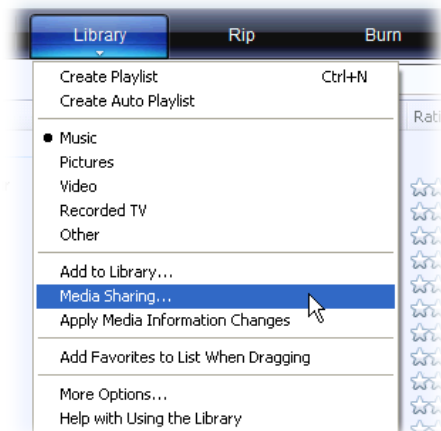 Library Rip Burn
Create Playlist Ctrl+N
Create Auto Playlist
Music
Pictures
Video
Recorded TV
Other
Add to Library...
Media Sharing...
Apply Media Information Changes
Add Favorites to List When Dragging
More Options...
Help with Using the Library